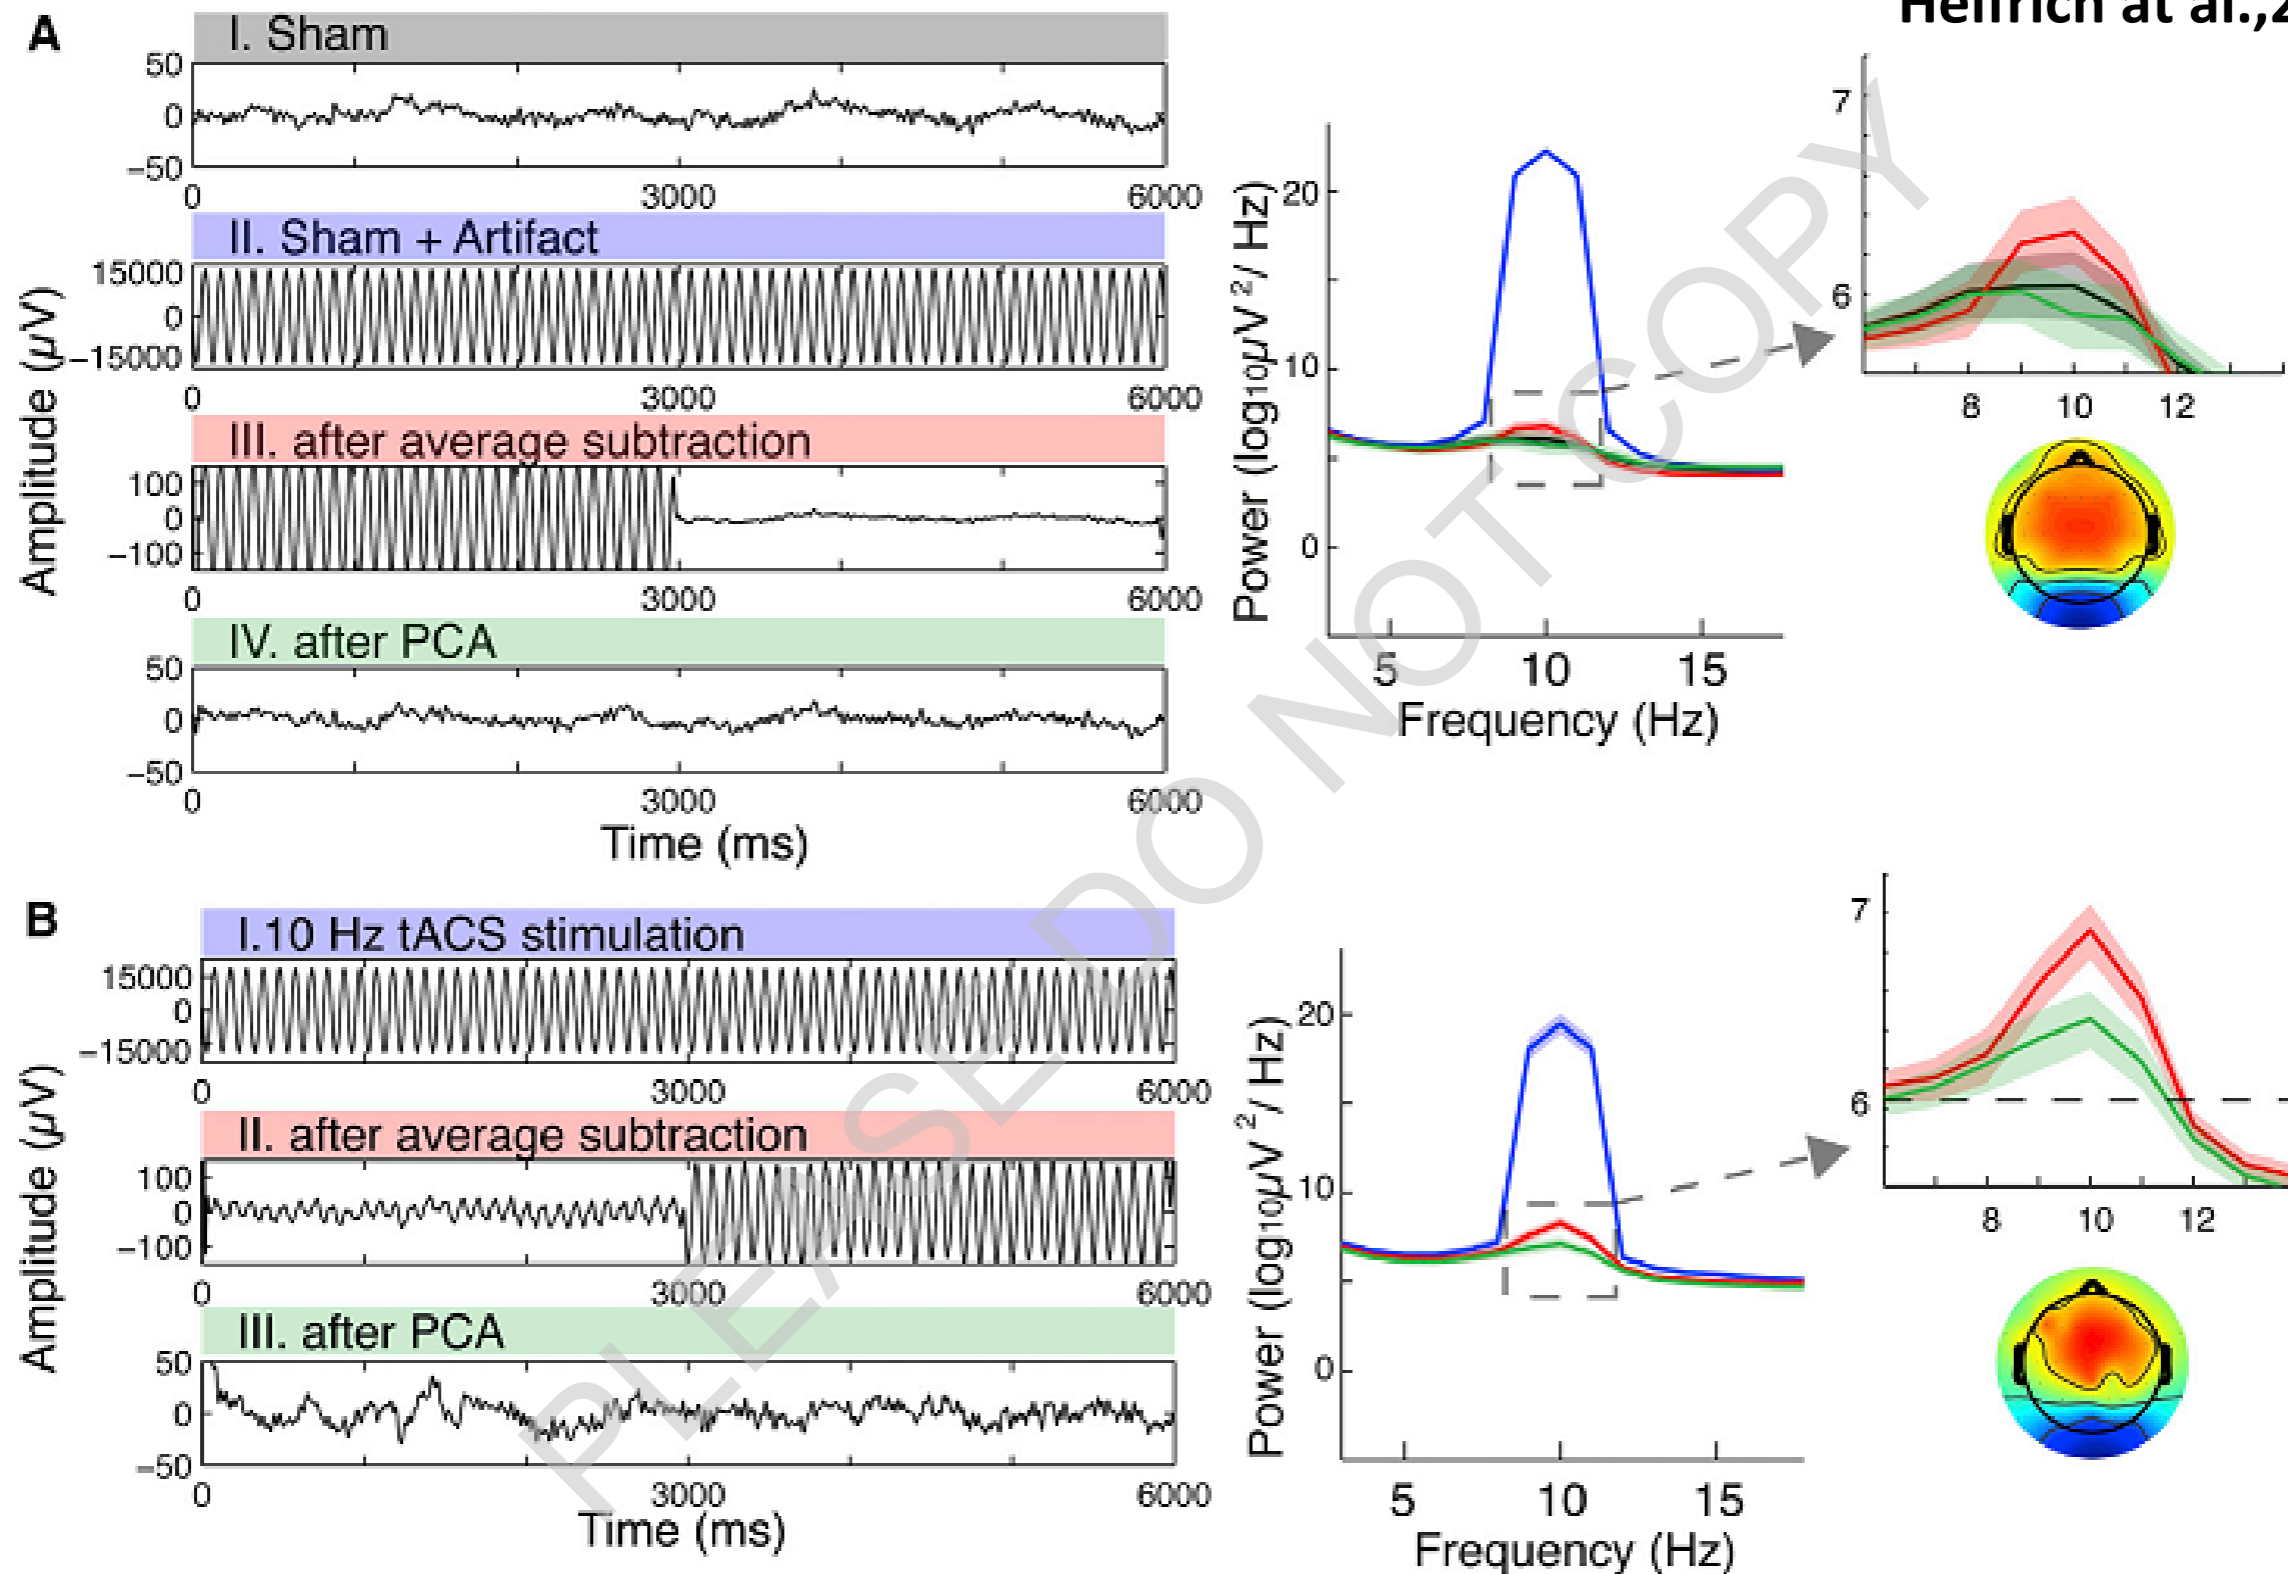 Helfrich at al.,2
A
I. Sham
50
0
−50
0 3000 6000
II. Sham + Artifact
15000
0
−15000
0 3000 6000
III. after average subtraction
100
0
−100
0 3000 6000
IV. after PCA
50
0
−50
0 3000 6000
Time (ms)
Amplitude (µV)
Power (log10µV²/ Hz)
20
10
0
5 10 15
Frequency (Hz)
7
6
8 10 12
B
I.10 Hz tACS stimulation
15000
0
−15000
0 3000 6000
II. after average subtraction
100
0
−100
0 3000 6000
III. after PCA
50
0
−50
0 3000 6000
Time (ms)
Amplitude (µV)
Power (log10µV²/ Hz)
20
10
0
5 10 15
Frequency (Hz)
7
6
8 10 12
PLEASE DO NOT COPY